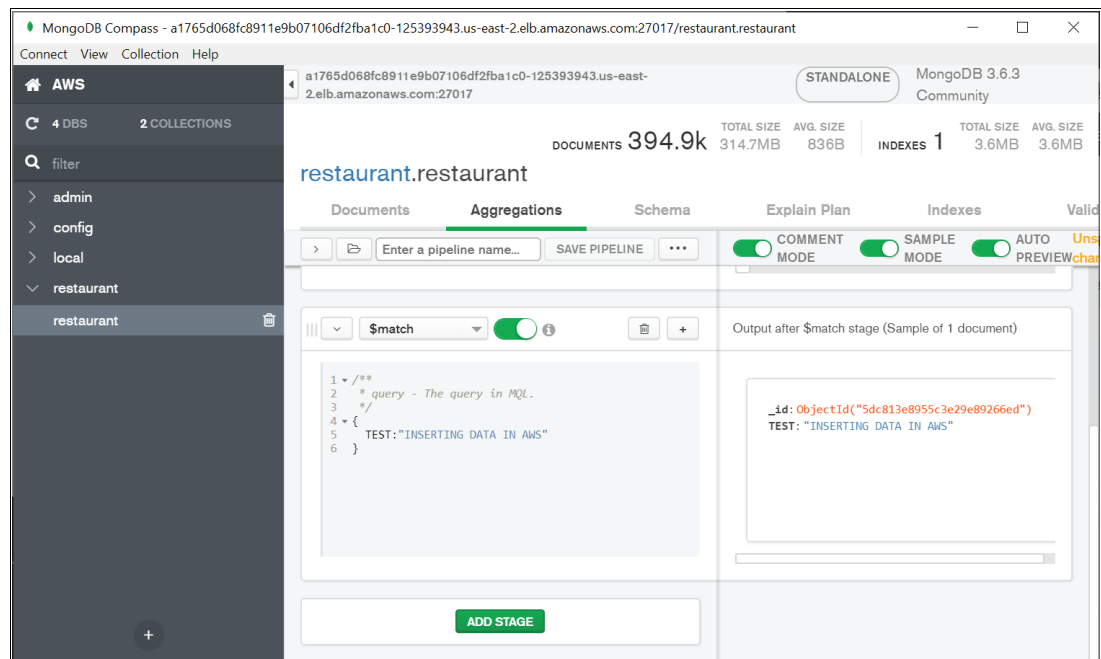 MongoDB Compass - a1765d068fc8911e9b07106df2fba1c0-125393943.us-east-2.elb.amazonaws.com:27017/restaurant.restaurant
Connect View Collection Help
AWS
4 DBS 2 COLLECTIONS
filter
admin
config
local
restaurant
restaurant
a1765d068fc8911e9b07106df2fba1c0-125393943.us-east-
2.elb.amazonaws.com:27017
STANDALONE
MongoDB 3.6.3
Community
DOCUMENTS 394.9k
TOTAL SIZE AVG. SIZE
314.7MB 836B
INDEXES 1
TOTAL SIZE AVG. SIZE
3.6MB 3.6MB
restaurant.restaurant
Documents Aggregations Schema Explain Plan Indexes Valid
Enter a pipeline name... SAVE PIPELINE ...
COMMENT
MODE
SAMPLE
MODE
AUTO
PREVIEW
Uns
char
$match
Output after $match stage (Sample of 1 document)
1 /**
2 * query - The query in MQL.
3 */
4 {
5 TEST:"INSERTING DATA IN AWS"
6 }
_id: ObjectId("5dc813e8955c3e29e89266ed")
TEST: "INSERTING DATA IN AWS"
ADD STAGE